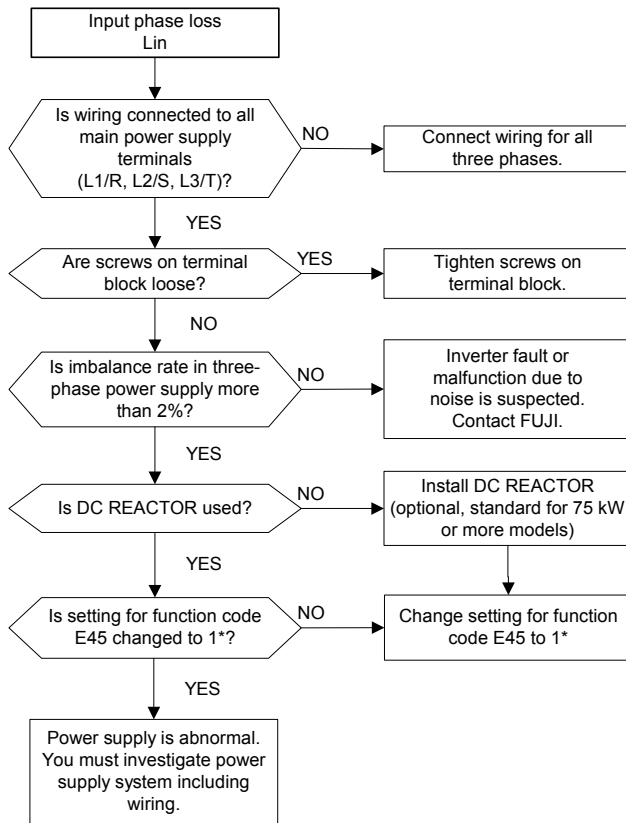 Input phase loss
Lin
Is wiring connected to all
main power supply
terminals
(L1/R, L2/S, L3/T)?
NO
Connect wiring for all
three phases.
YES
Are screws on terminal
block loose?
YES
Tighten screws on
terminal block.
NO
Is imbalance rate in three-
phase power supply more
than 2%?
NO
Inverter fault or
malfunction due to
noise is suspected.
Contact FUJI.
YES
Is DC REACTOR used?
NO
Install DC REACTOR
(optional, standard for 75 kW
or more models)
YES
Is setting for function code
E45 changed to 1*?
NO
Change setting for function
code E45 to 1*
YES
Power supply is abnormal.
You must investigate power
supply system including
wiring.